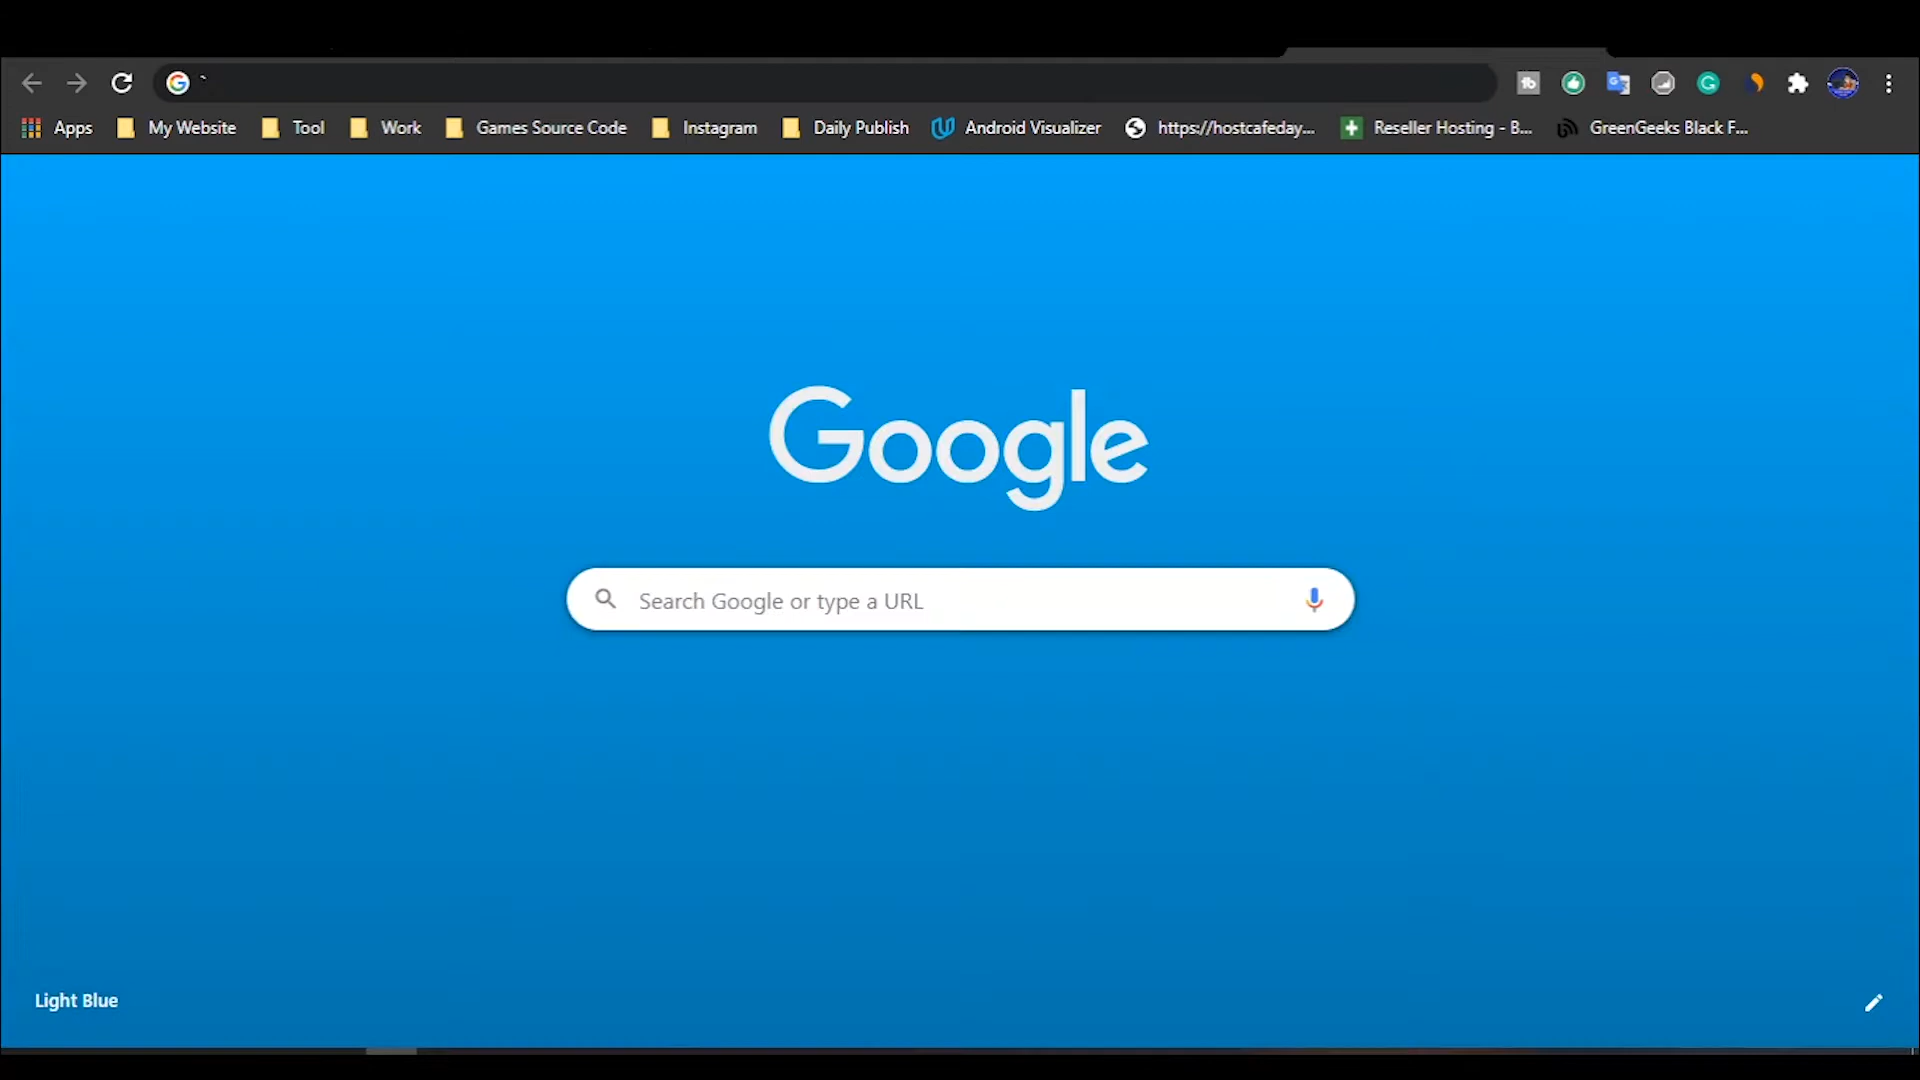 `
Apps My Website Tool Work Games Source Code Instagram Daily Publish Android Visualizer https://hostcafeday... Reseller Hosting - B... GreenGeeks Black F...
Google
Search Google or type a URL
Light Blue